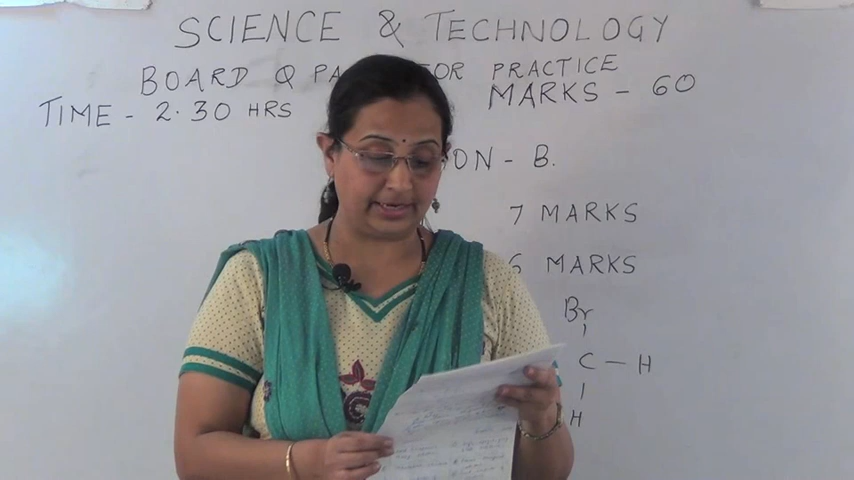 SCIENCE & TECHNOLOGY
BOARD Q PA FOR PRACTICE
TIME - 2.30 HRS MARKS - 60
ON - B.
7 MARKS
6 MARKS
Br
C - H
H